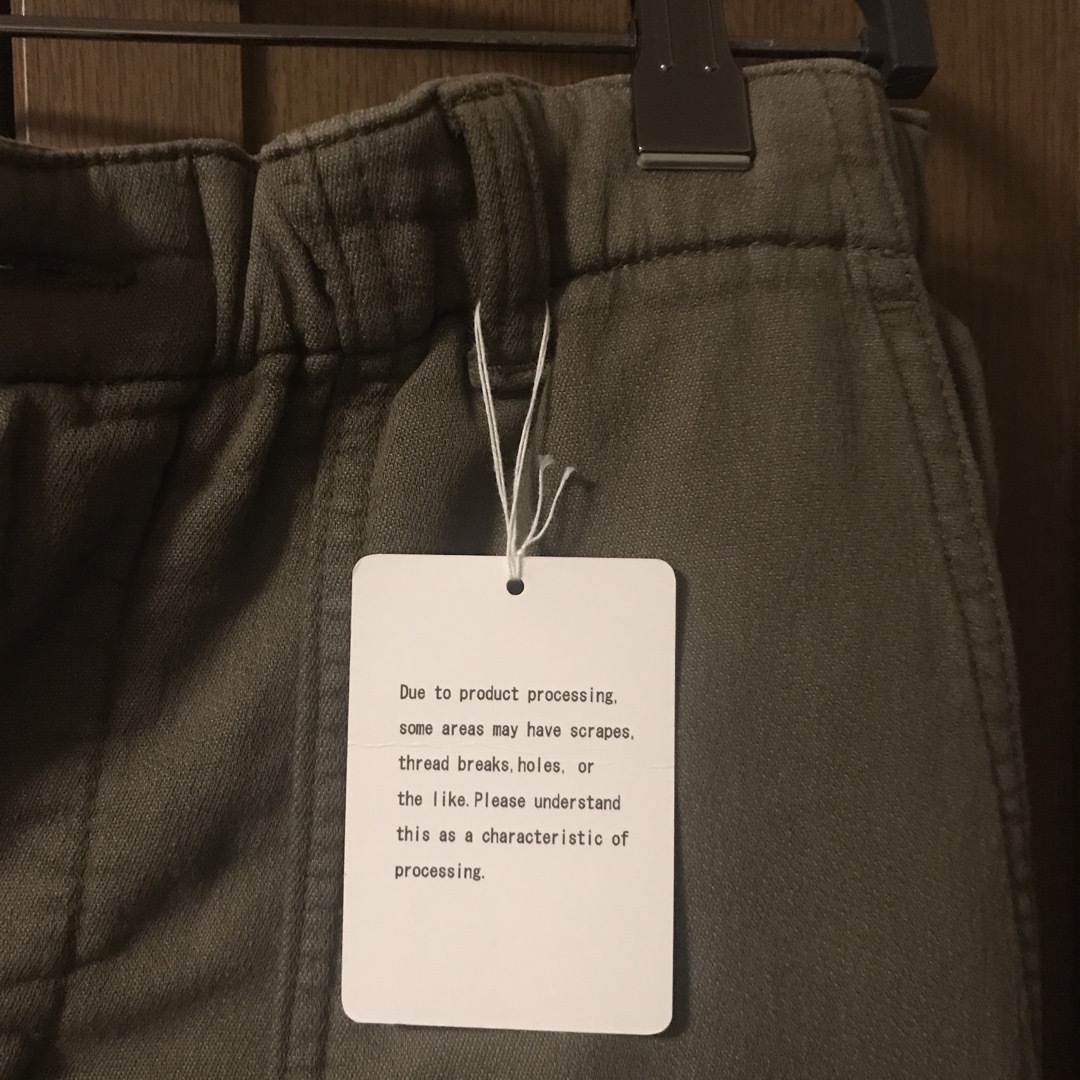 Due to product processing,
some areas may have scrapes,
thread breaks,holes, or
the like.Please understand
this as a characteristic of
processing.